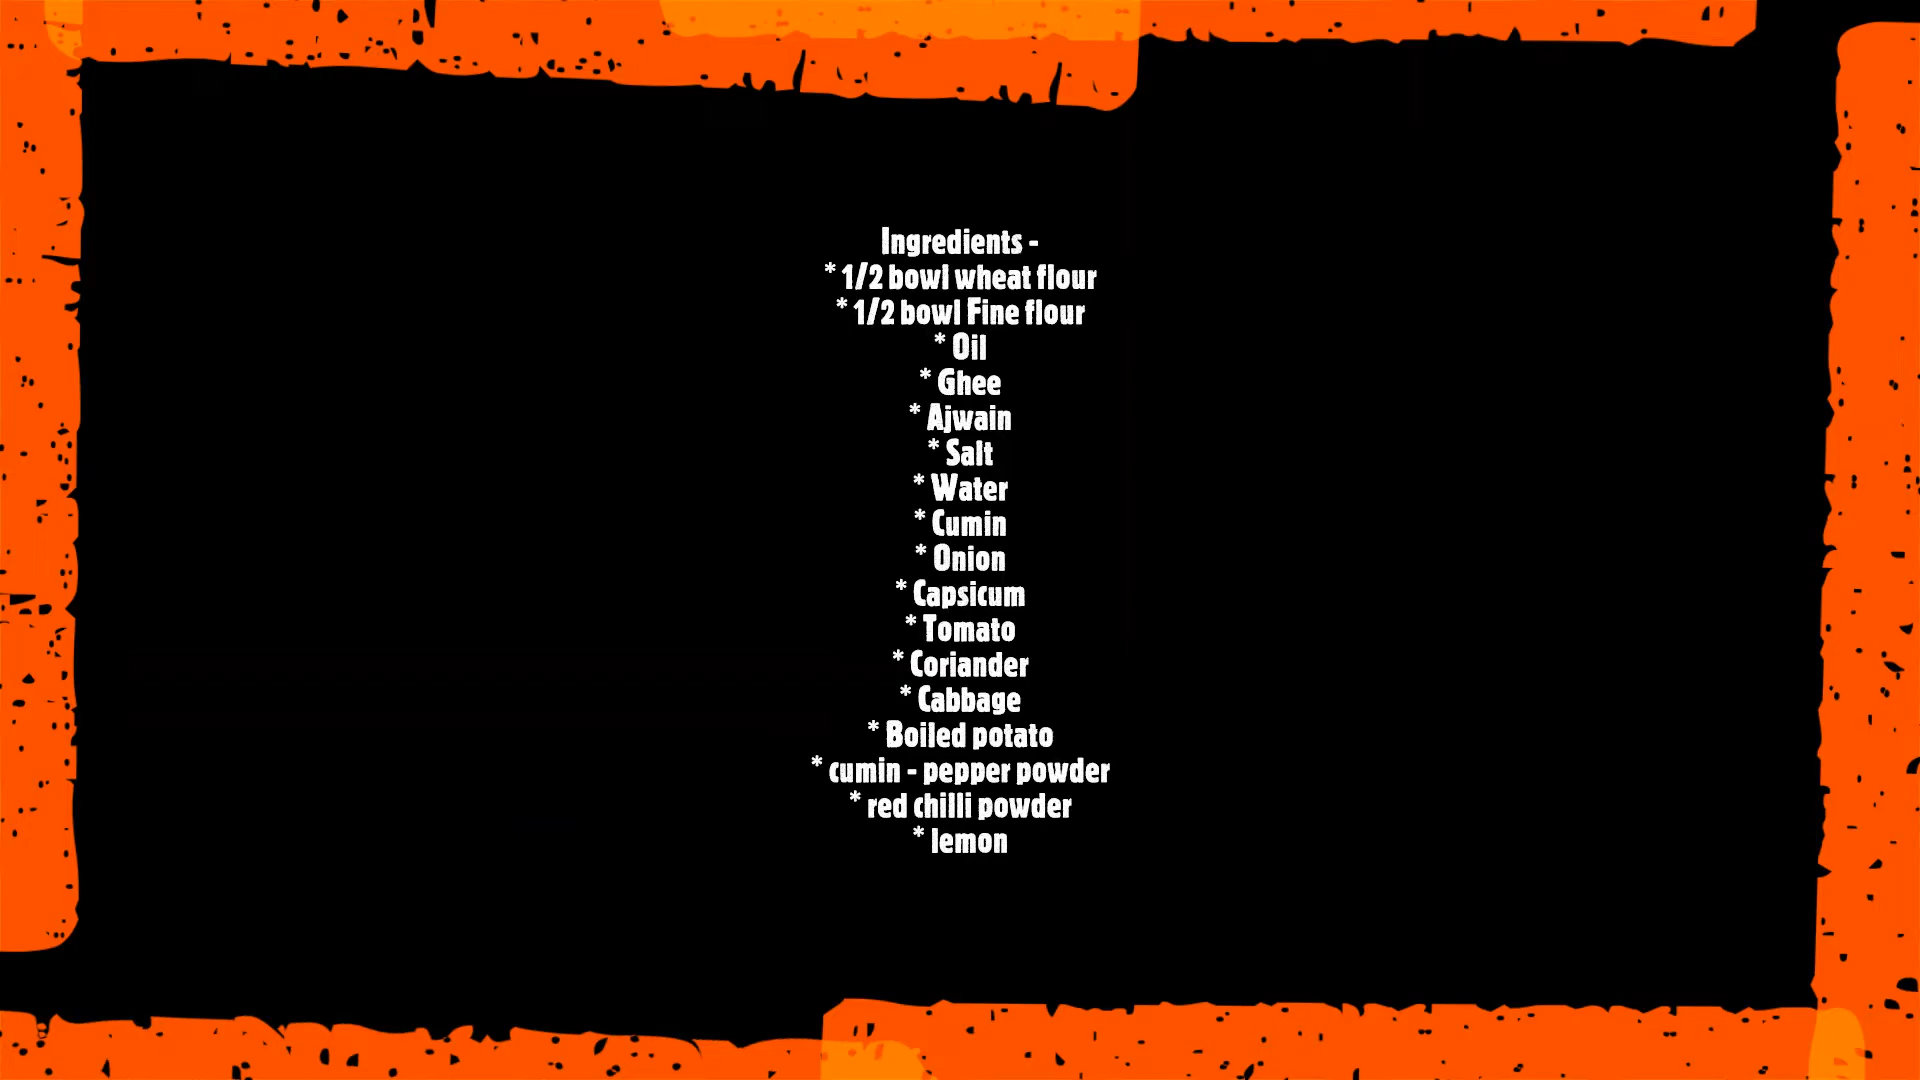 Ingredients -
* 1/2 bowl wheat flour
* 1/2 bowl Fine flour
* Oil
* Ghee
* Ajwain
* Salt
* Water
* Cumin
* Onion
* Capsicum
* Tomato
* Coriander
* Cabbage
* Boiled potato
* cumin - pepper powder
* red chilli powder
* lemon